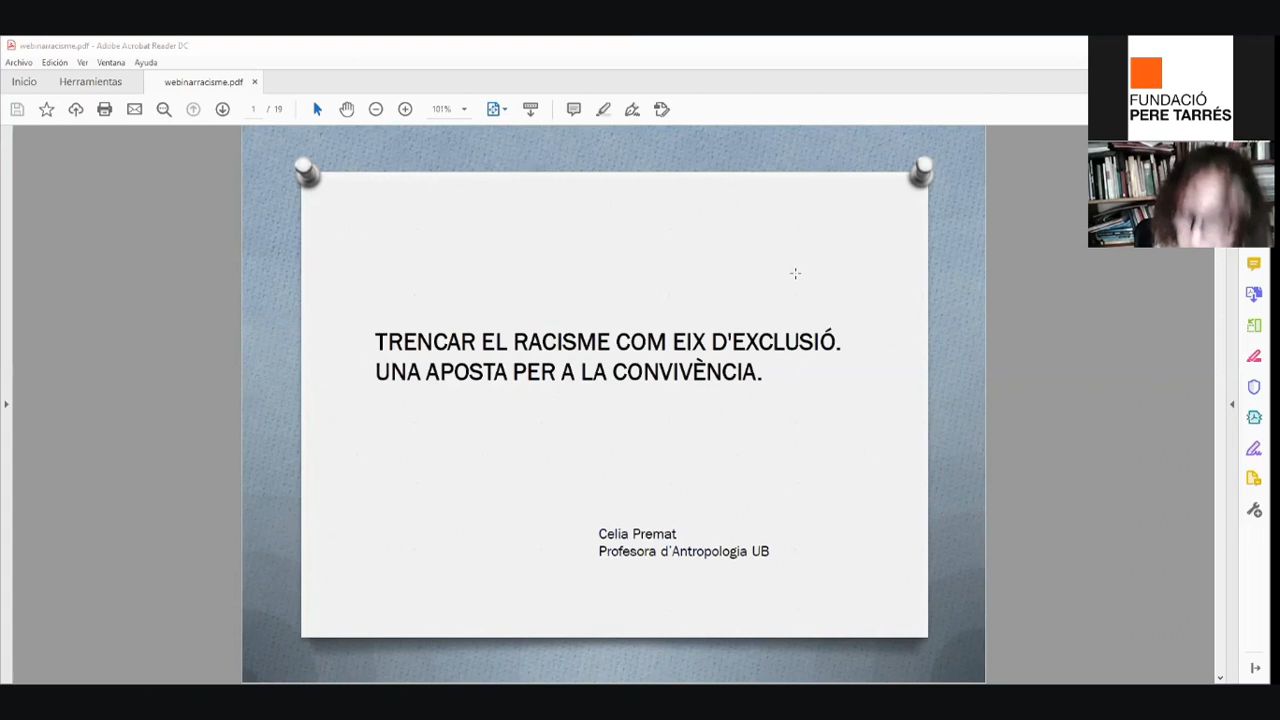 webinarracisme.pdf - Adobe Acrobat Reader DC
Archivo Edición Ver Ventana Ayuda
Inicio Herramientas webinarracisme.pdf ×
1 / 19 101%
FUNDACIÓ
PERE TARRÉS
TRENCAR EL RACISME COM EIX D'EXCLUSIÓ.
UNA APOSTA PER A LA CONVIVÈNCIA.
Celia Premat
Profesora d'Antropologia UB